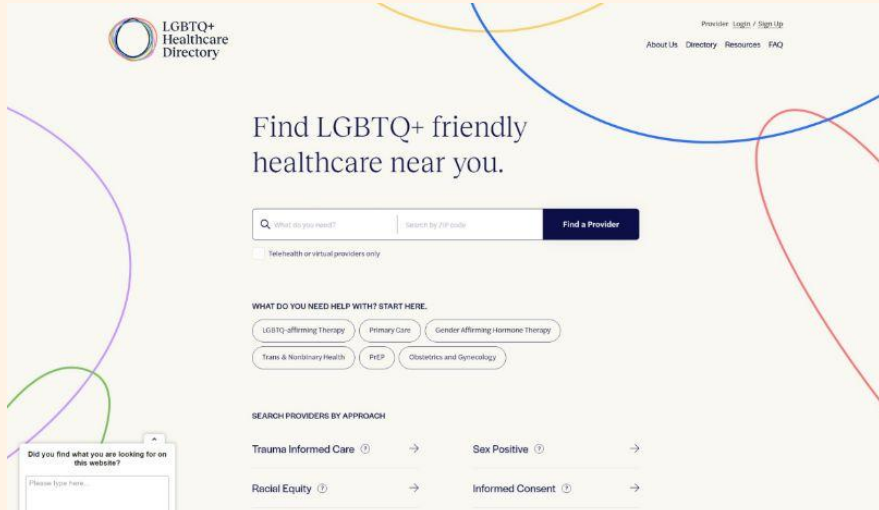 LGBTQ+
Healthcare
Directory
Provider Login / Sign Up
About Us Directory Resources FAQ
Find LGBTQ+ friendly
healthcare near you.
What do you need? Search by ZIP code Find a Provider
Telehealth or virtual providers only
WHAT DO YOU NEED HELP WITH? START HERE.
LGBTQ-affirming Therapy Primary Care Gender Affirming Hormone Therapy
Trans & Nonbinary Health PrEP Obstetrics and Gynecology
SEARCH PROVIDERS BY APPROACH
Trauma Informed Care ? → Sex Positive ? →
Racial Equity ? → Informed Consent ? →
Did you find what you are looking for on
this website?
Please type here...